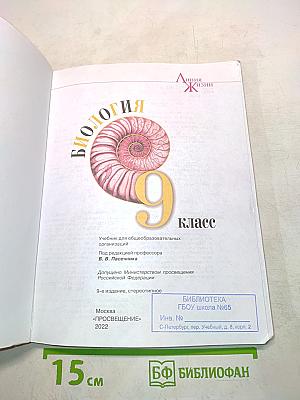 Линия
Жизни
БИОЛОГИЯ
9
класс
Учебник для общеобразовательных
организаций
Под редакцией профессора
В. В. Пасечника
Допущено Министерством просвещения
Российской Федерации
9-е издание, стереотипное
Москва
«ПРОСВЕЩЕНИЕ»
2022
БИБЛИОТЕКА
ГБОУ школа №65
Инв. №
С-Петербург, пер. Учебный, д. 8, корп. 2
15 см
БФ БИБЛИОФАН